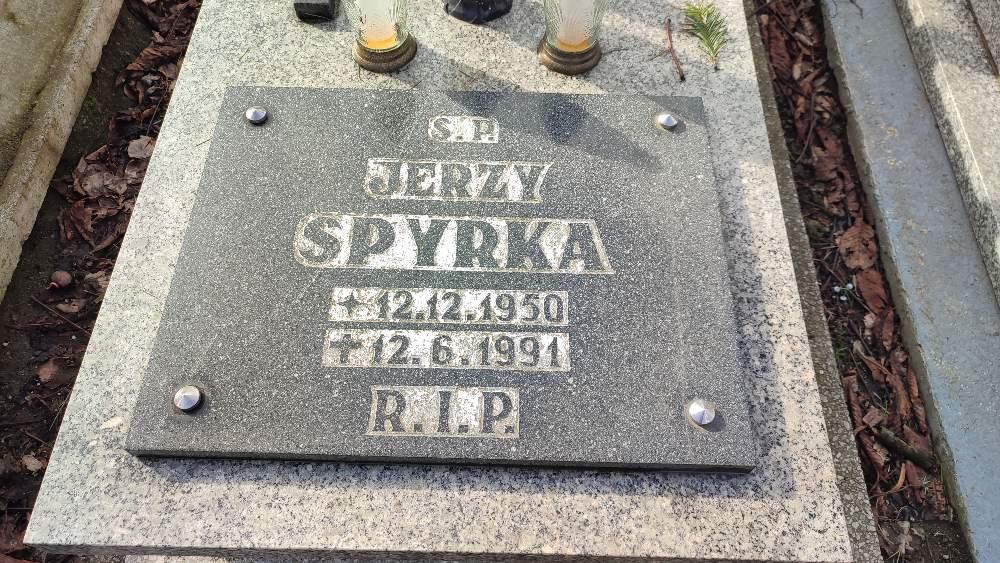 S.P.
JERZY
SPYRKA
✦ 12.12.1950
✝ 12.6.1991
R.I.P.